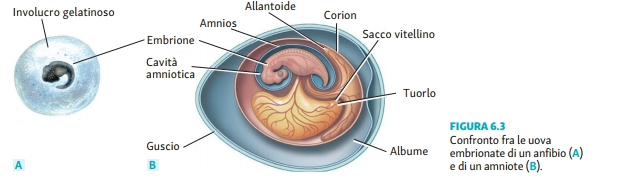 Involucro gelatinoso
A
Allantoide
Amnios
Corion
Embrione
Sacco vitellino
Cavità
amniotica
Tuorlo
Guscio
Albume
B
FIGURA 6.3
Confronto fra le uova
embrionate di un anfibio (A)
e di un amniote (B).